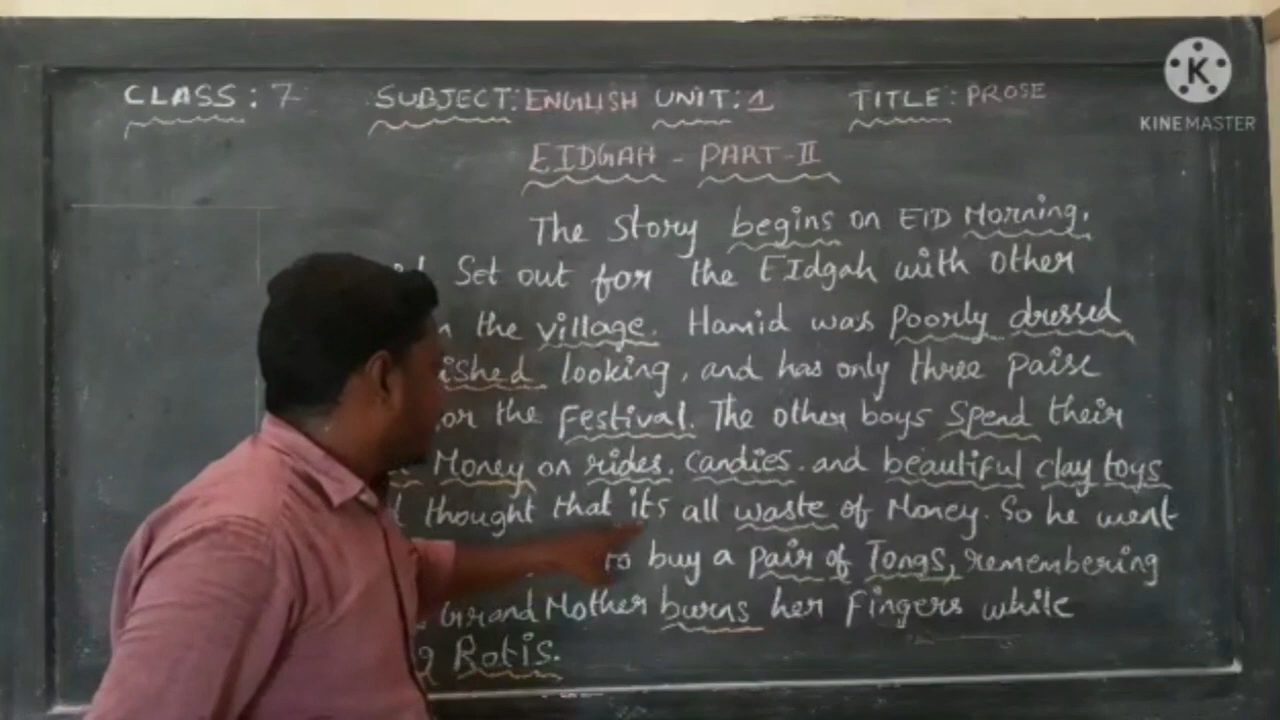 CLASS: 7 SUBJECT: ENGLISH UNIT: 1 TITLE: PROSE
KINEMASTER
EIDGAH - PART-II
The Story begins on EID Morning.
Set out for the EIdgah with other
the village. Hamid was Poorly dressed
looking, and has only three paise
the Festival. The other boys Spend their
Money on rides. Candies. and beautiful clay toys
thought that it's all waste of Money. So he went
to buy a pair of Tongs, remembering
Grand Mother burns her Fingers while
Rotis.